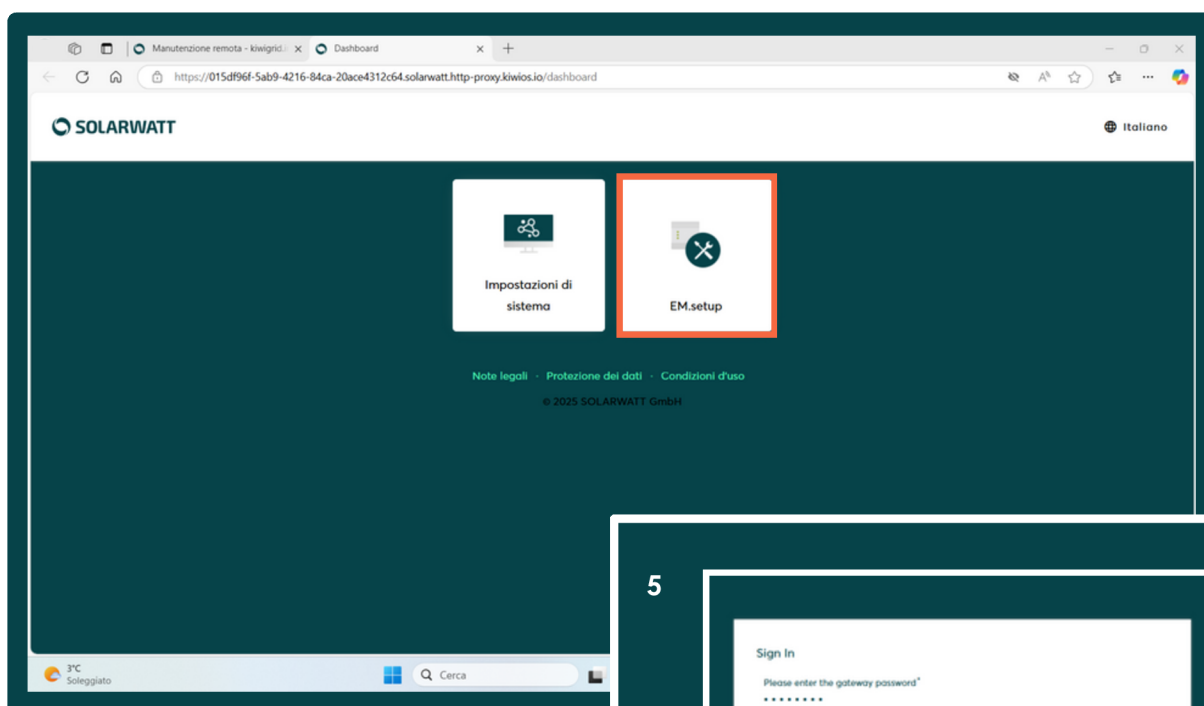 Manutenzione remota - kiwigrid.
Dashboard
https://015df96f-5ab9-4216-84ca-20ace4312c64.solarwatt.http-proxy.kiwios.io/dashboard
SOLARWATT
Italiano
Impostazioni di
sistema
EM.setup
Note legali - Protezione dei dati - Condizioni d'uso
© 2025 SOLARWATT GmbH
3°C
Soleggiato
Cerca
5
Sign In
Please enter the gateway password*